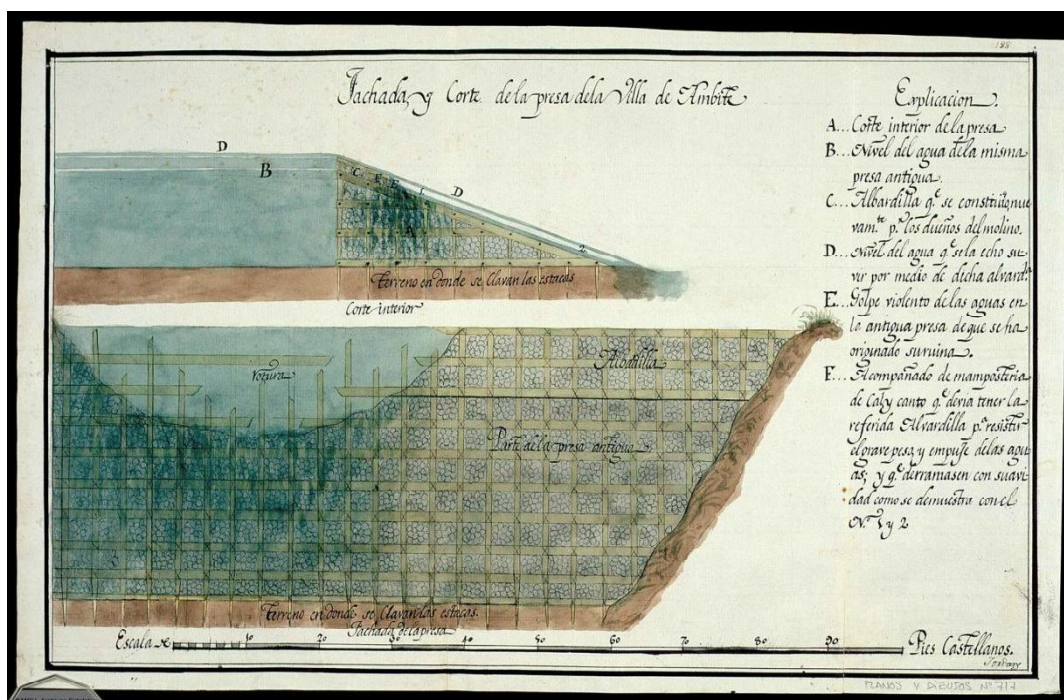 188
Fachada, y Corte de la presa de la Villa de Ambite
Explicacion.
A... Corte interior de la presa
B... Nivel del agua de la misma
presa antigua.
C... Albardilla q.e se constituio nue
vam.te p.r los dueños del molino.
D... Nivel del agua q.e se la echo su-
vir por medio de dicha alvard.a
E... Golpe violento de las aguas en
la antigua presa de que se ha
originado su ruina.
F... Acompañado de mamposteria
de Cal, y canto q.e devia tener la
referida Alvardilla p.a resistir
el grave peso, y empuje de las agu-
as; y q.e derramasen con suavi
dad como se demuestra con el
N.o 1 y 2
D
B
C F E 1 D
A
2
Terreno en donde se Clavan las estacas
Corte interior
rotura
Albardilla
Parte de la presa antigua
Terreno en donde se Clavan las estacas.
Fachada de la presa
Escala de 10 20 30 40 50 60 70 80 90 Pies Castellanos.
PLANOS Y DIBUJOS Nº 717